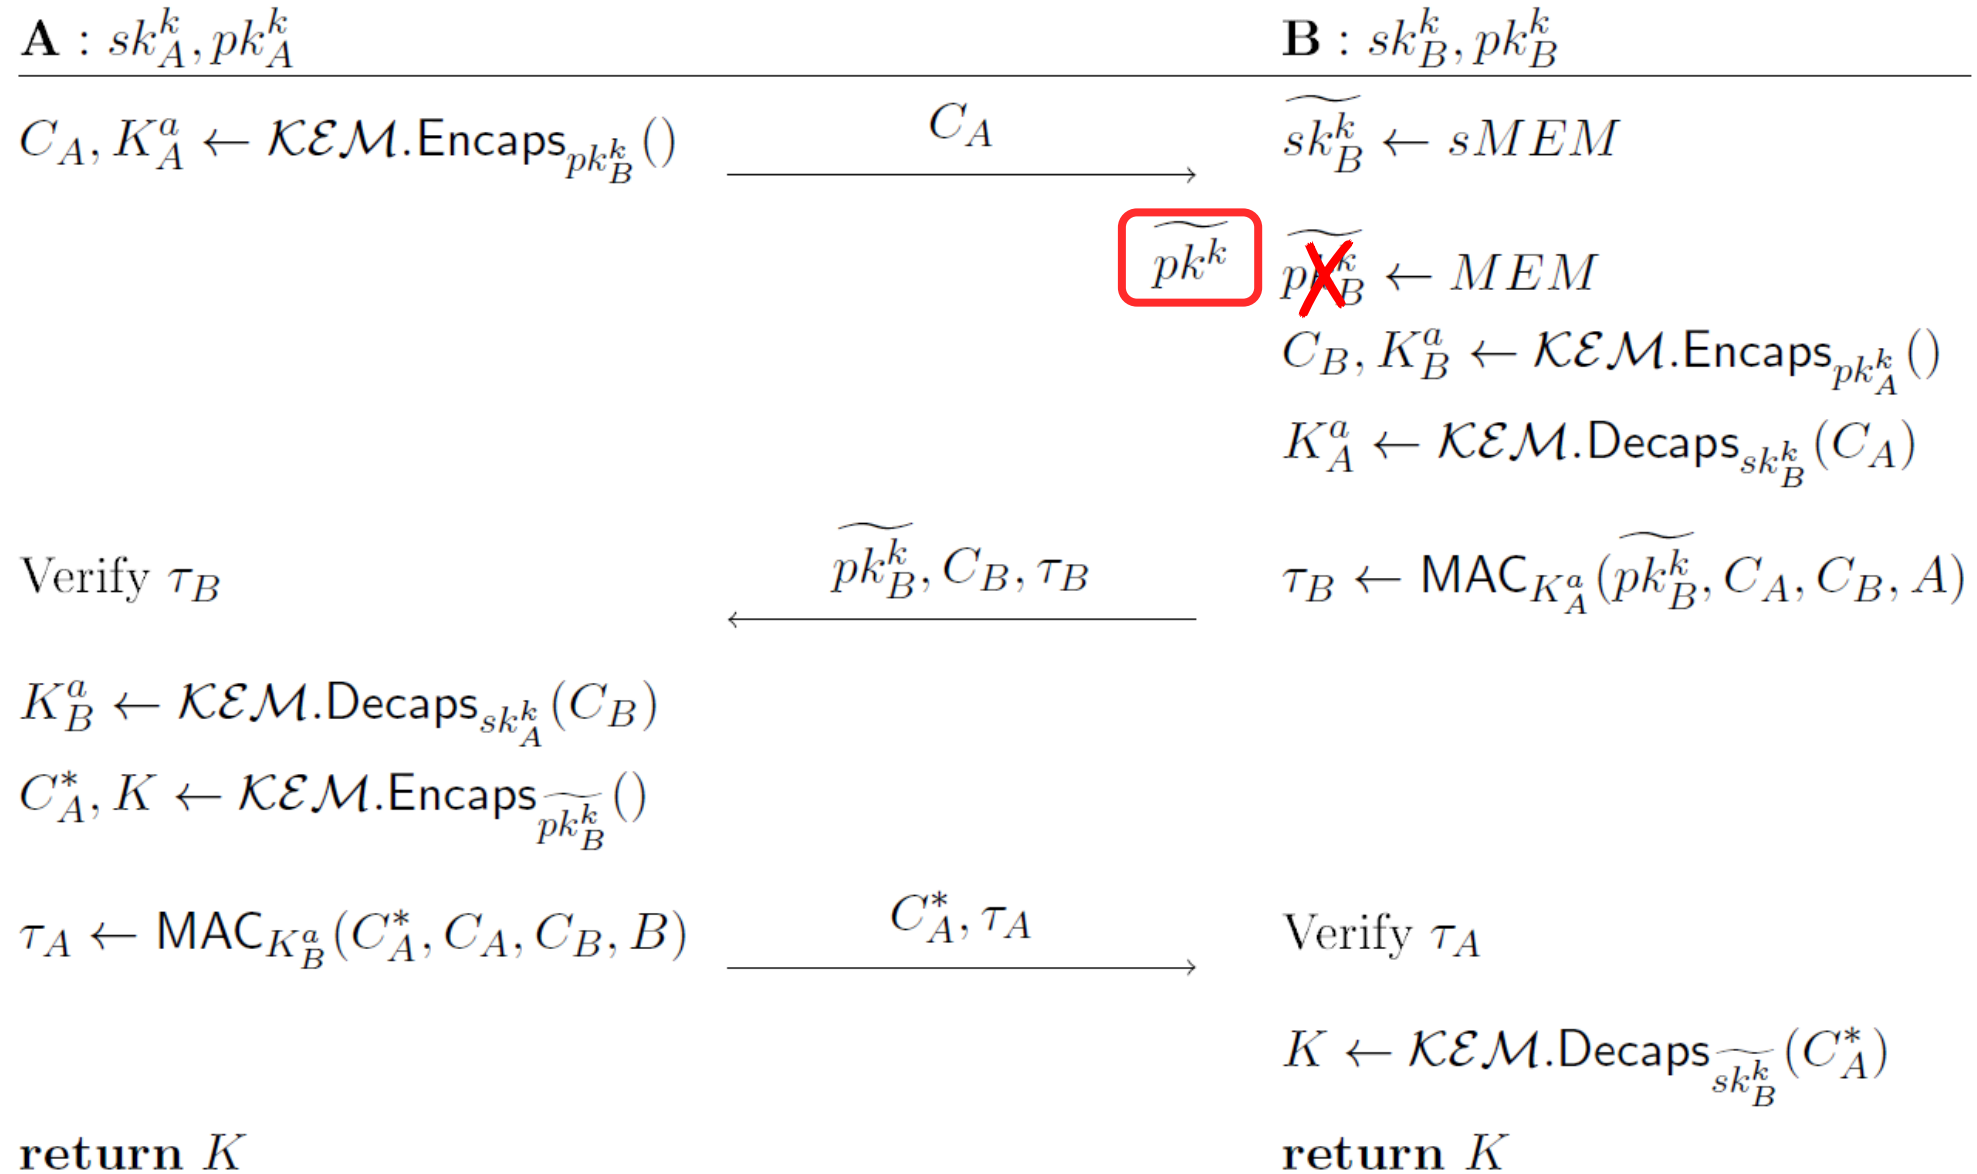 A : sk_A^k, pk_A^k    B : sk_B^k, pk_B^k
C_A, K_A^a ← 𝒦ℰℳ.Encaps_{pk_B^k}()    C_A    \widetilde{sk_B^k} ← sMEM
\widetilde{pk^k}    \widetilde{pk_B^k} ← MEM
C_B, K_B^a ← 𝒦ℰℳ.Encaps_{pk_A^k}()
K_A^a ← 𝒦ℰℳ.Decaps_{sk_B^k}(C_A)
Verify τ_B    \widetilde{pk_B^k}, C_B, τ_B    τ_B ← MAC_{K_A^a}(\widetilde{pk_B^k}, C_A, C_B, A)
K_B^a ← 𝒦ℰℳ.Decaps_{sk_A^k}(C_B)
C_A^*, K ← 𝒦ℰℳ.Encaps_{\widetilde{pk_B^k}}()
τ_A ← MAC_{K_B^a}(C_A^*, C_A, C_B, B)    C_A^*, τ_A    Verify τ_A
K ← 𝒦ℰℳ.Decaps_{\widetilde{sk_B^k}}(C_A^*)
return K    return K